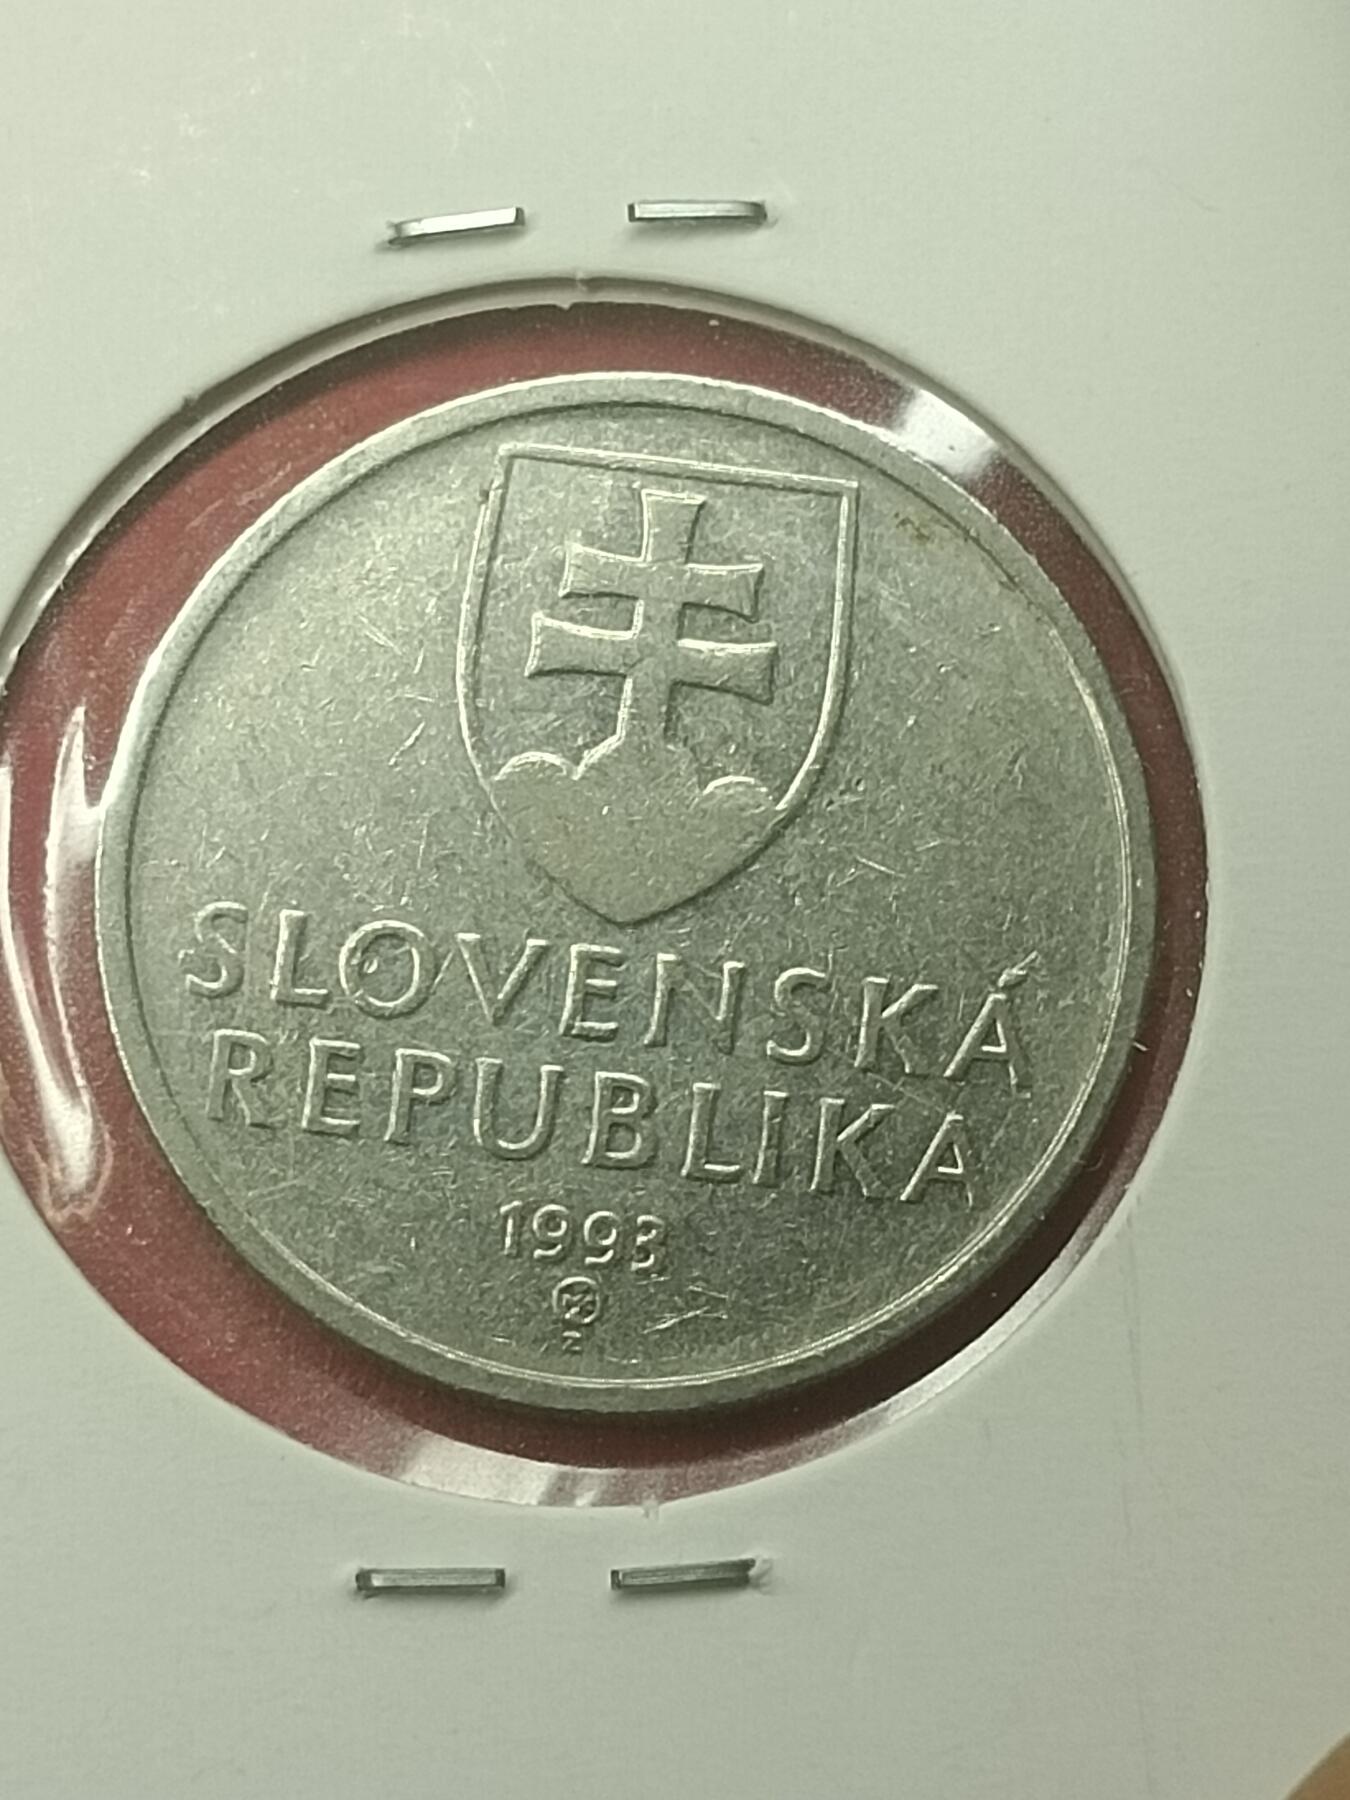 SLOVENSKÁ
REPUBLIKA
1993
Z